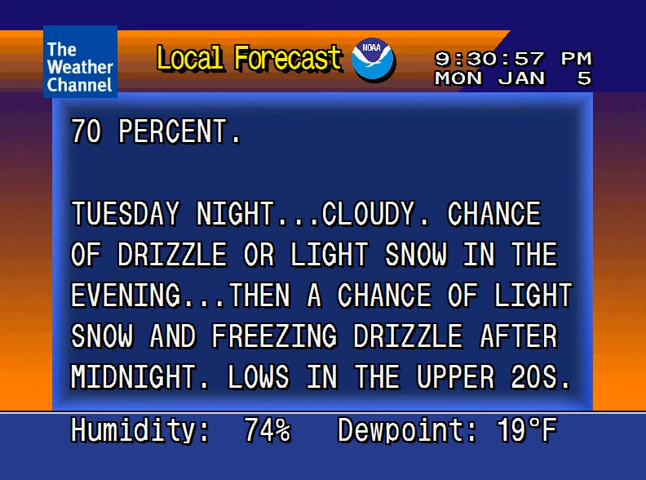 The
Weather
Channel
Local Forecast
NOAA
9:30:57 PM
MON JAN 5
70 PERCENT.
TUESDAY NIGHT...CLOUDY. CHANCE
OF DRIZZLE OR LIGHT SNOW IN THE
EVENING...THEN A CHANCE OF LIGHT
SNOW AND FREEZING DRIZZLE AFTER
MIDNIGHT. LOWS IN THE UPPER 20S.
Humidity: 74% Dewpoint: 19°F